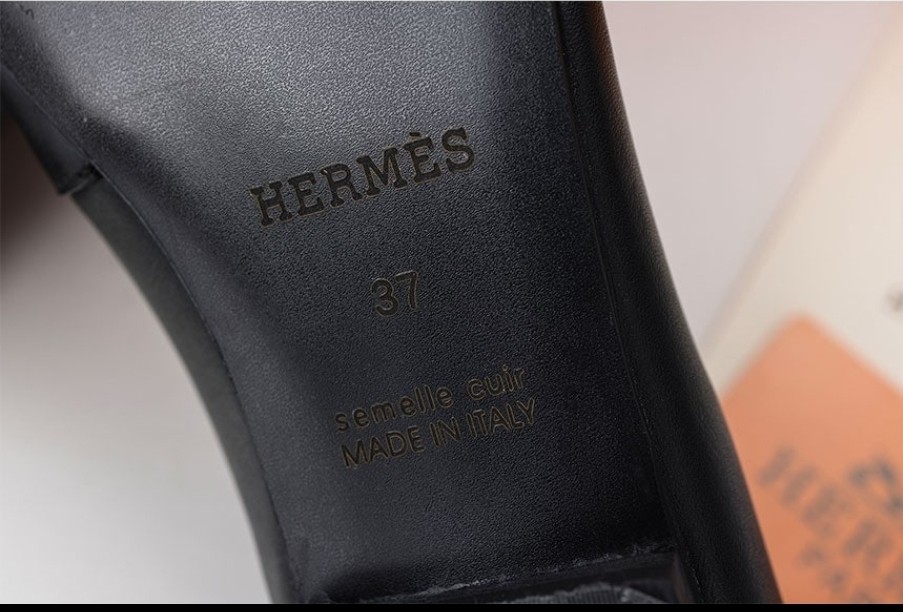 HERMÈS
37
semelle cuir
MADE IN ITALY